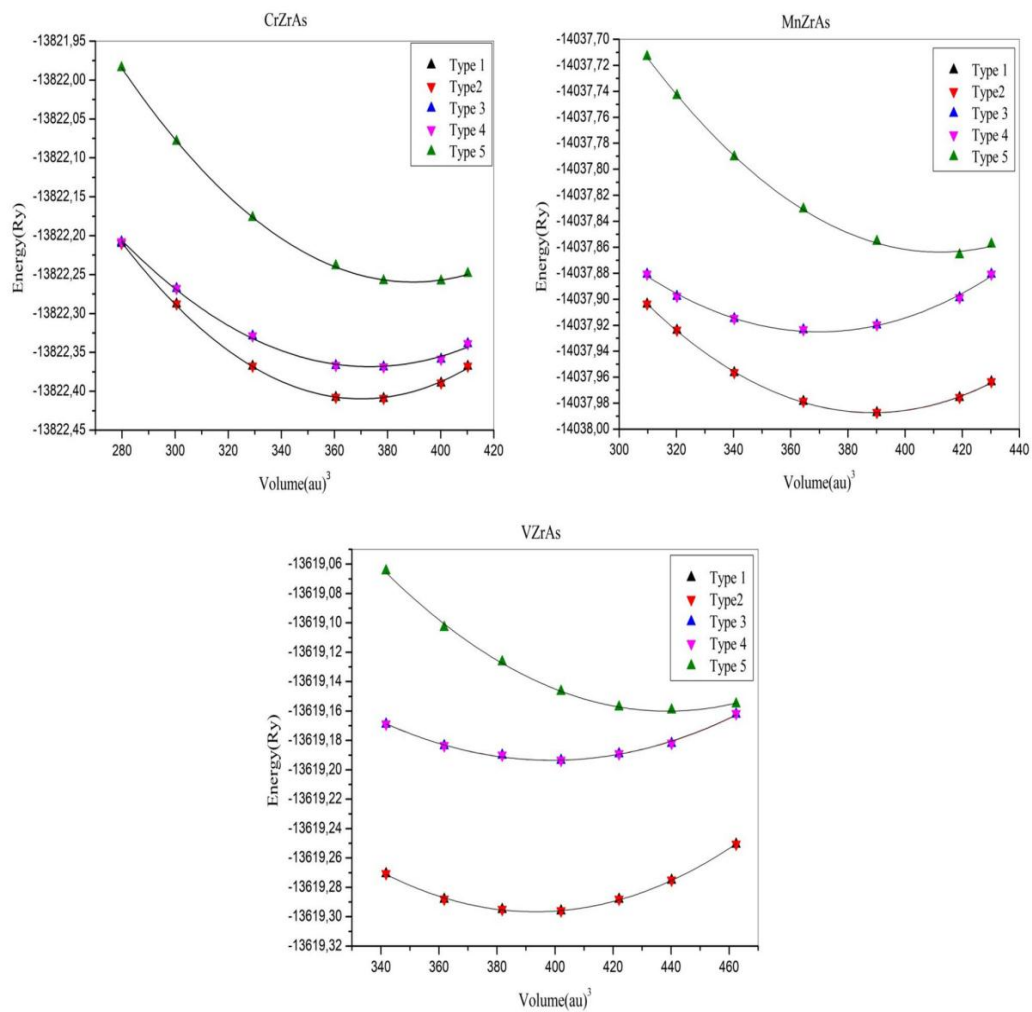 CrZrAs
-13821,95
-13822,00
-13822,05
-13822,10
-13822,15
-13822,20
-13822,25
-13822,30
-13822,35
-13822,40
-13822,45
Energy(Ry)
280 300 320 340 360 380 400 420
Volume(au)³
Type 1
Type2
Type 3
Type 4
Type 5
MnZrAs
-14037,70
-14037,72
-14037,74
-14037,76
-14037,78
-14037,80
-14037,82
-14037,84
-14037,86
-14037,88
-14037,90
-14037,92
-14037,94
-14037,96
-14037,98
-14038,00
Energy(Ry)
300 320 340 360 380 400 420 440
Volume(au)³
Type 1
Type2
Type 3
Type 4
Type 5
VZrAs
-13619,06
-13619,08
-13619,10
-13619,12
-13619,14
-13619,16
-13619,18
-13619,20
-13619,22
-13619,24
-13619,26
-13619,28
-13619,30
-13619,32
Energy(Ry)
340 360 380 400 420 440 460
Volume(au)³
Type 1
Type2
Type 3
Type 4
Type 5